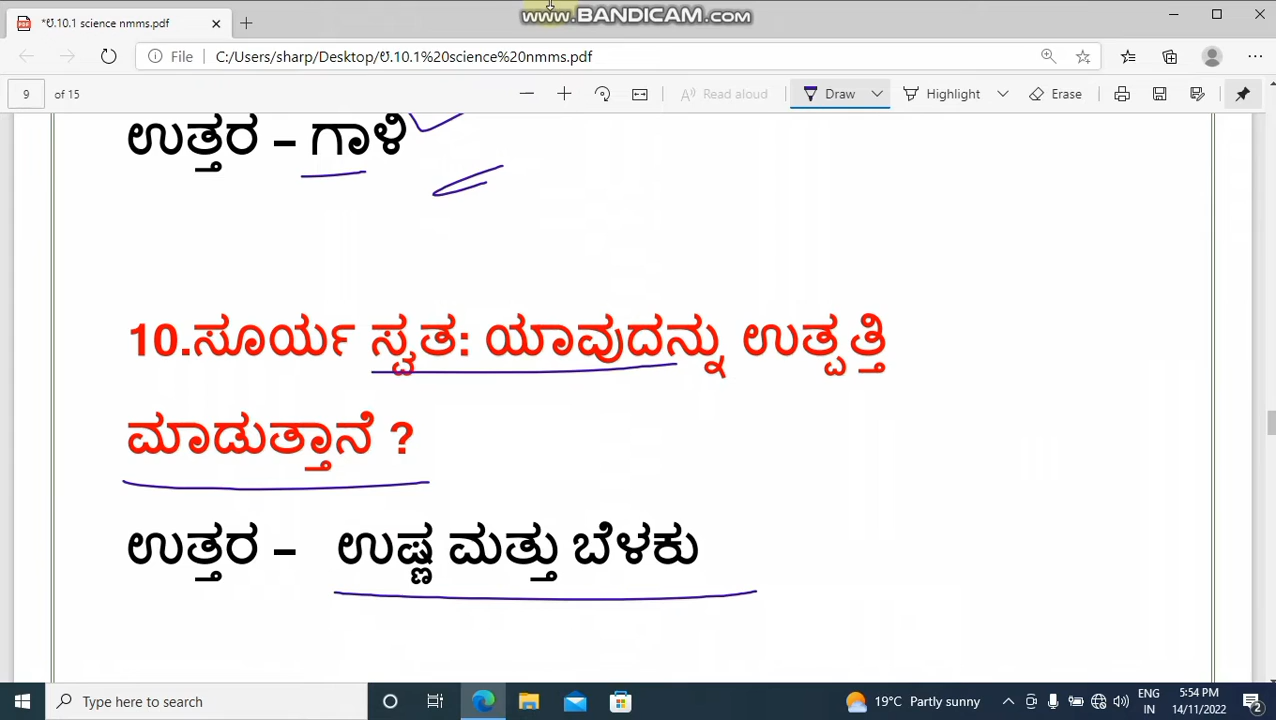 www.BANDICAM.com
*ಲೆ.10.1 science nmms.pdf
File C:/Users/sharp/Desktop/ಲೆ.10.1%20science%20nmms.pdf
9 of 15 Read aloud Draw Highlight Erase
ಉತ್ತರ – ಗಾಳಿ
10.ಸೂರ್ಯ ಸ್ವತ: ಯಾವುದನ್ನು ಉತ್ಪತ್ತಿ
ಮಾಡುತ್ತಾನೆ ?
ಉತ್ತರ – ಉಷ್ಣ ಮತ್ತು ಬೆಳಕು
Type here to search 19°C Partly sunny ENG 5:54 PM
IN 14/11/2022 2